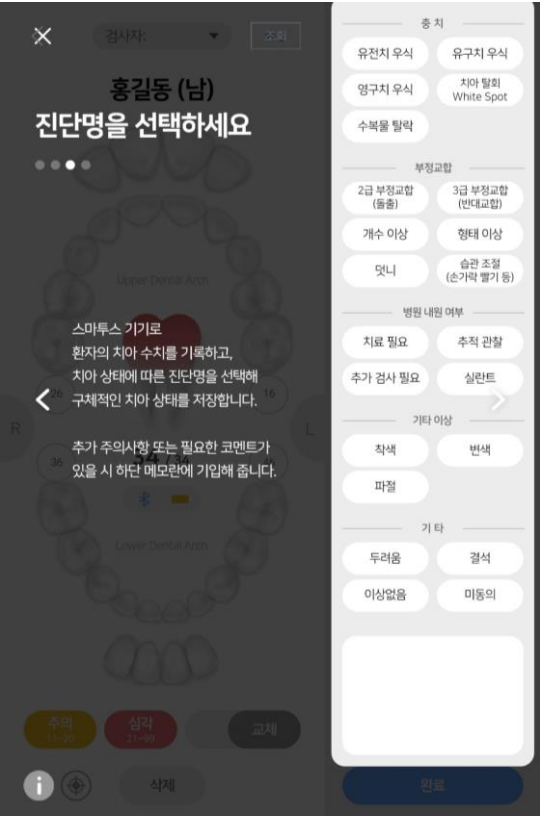 검사자:
조회
홍길동 (남)
진단명을 선택하세요
Upper Dental Arch
스마투스 기기로
환자의 치아 수치를 기록하고,
치아 상태에 따른 진단명을 선택해
구체적인 치아 상태를 저장합니다.
26
16
R
L
추가 주의사항 또는 필요한 코멘트가
있을 시 하단 메모란에 기입해 줍니다.
36
34 / 34
Lower Dental Arch
주의
11~20
심각
21~99
교체
삭제
충 치
유전치 우식
유구치 우식
영구치 우식
치아 탈회
White Spot
수복물 탈락
부정교합
2급 부정교합
(돌출)
3급 부정교합
(반대교합)
개수 이상
형태 이상
덧니
습관 조절
(손가락 빨기 등)
병원 내원 여부
치료 필요
추적 관찰
추가 검사 필요
실란트
기타 이상
착색
변색
파절
기 타
두려움
결석
이상없음
미동의
완료